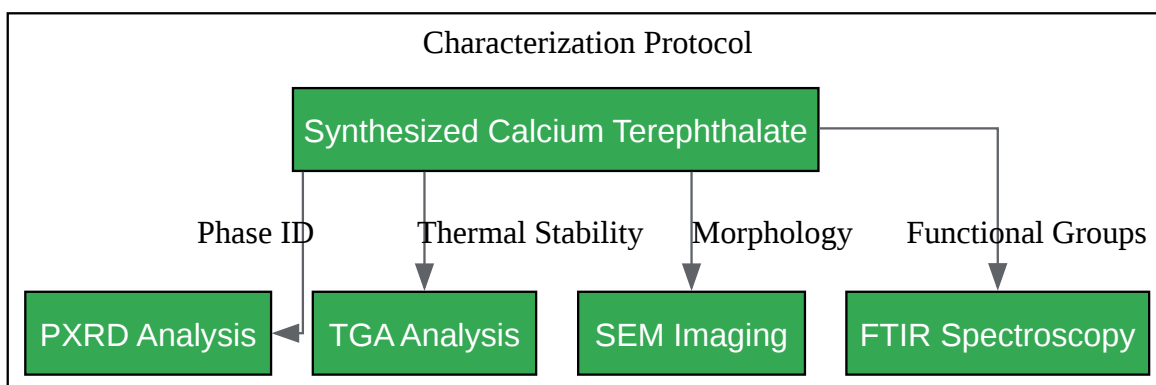 Characterization Protocol
Synthesized Calcium Terephthalate
Phase ID
Thermal Stability
Morphology
Functional Groups
PXRD Analysis
TGA Analysis
SEM Imaging
FTIR Spectroscopy